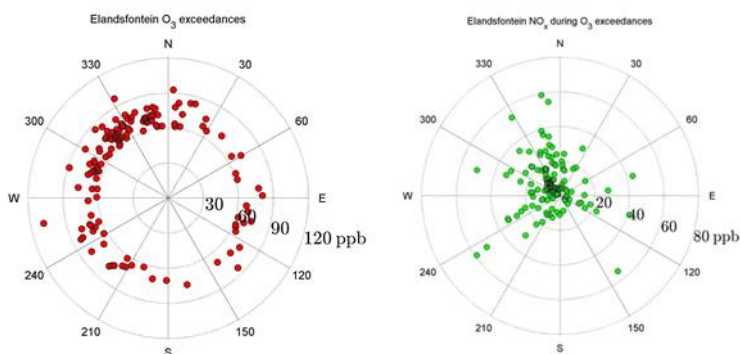 Elandsfontein O₃ exceedances
N
330
30
300
60
W
E
30
60
90
120 ppb
240
120
210
150
S
Elandsfontein NOₓ during O₃ exceedances
N
330
30
300
60
W
E
20
40
60
80 ppb
240
120
210
150
S